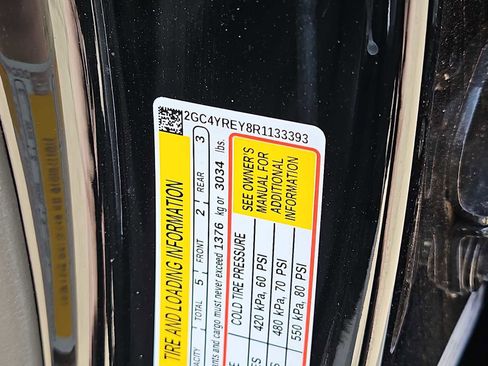 2GC4YREY8R1133393
TIRE AND LOADING INFORMATION
TOTAL 5 FRONT 2 REAR 3
and cargo must never exceed 1376 kg or 3034 lbs.
COLD TIRE PRESSURE
420 kPa, 60 PSI
480 kPa, 70 PSI
550 kPa, 80 PSI
SEE OWNER'S
MANUAL FOR
ADDITIONAL
INFORMATION